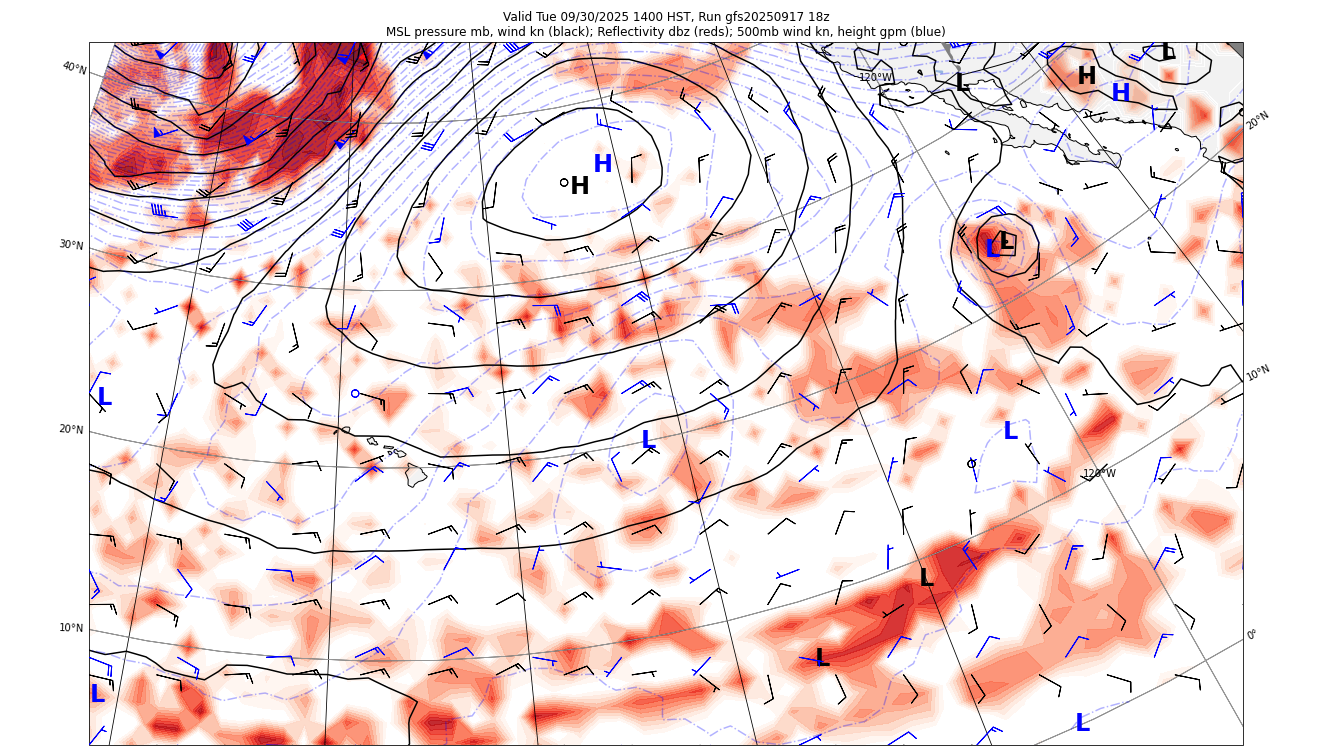 Valid Tue 09/30/2025 1400 HST, Run gfs20250917 18z
MSL pressure mb, wind kn (black); Reflectivity dbz (reds); 500mb wind kn, height gpm (blue)
L
40°N
120°W
L
H
H
20°N
H
H
L
L
30°N
10°N
L
20°N
L
L
120°W
L
10°N
0°
L
L
L